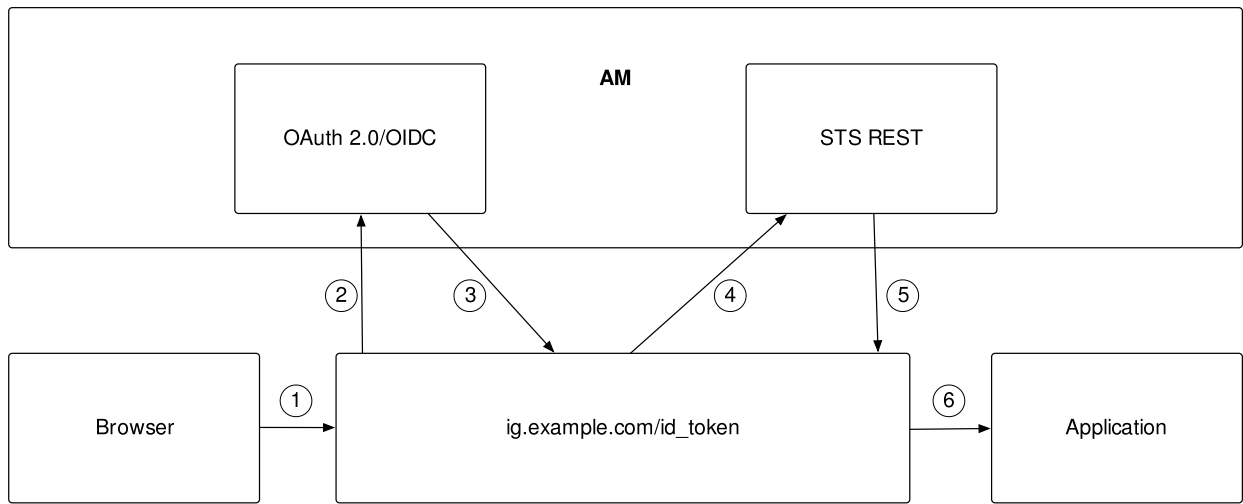 AM
OAuth 2.0/OIDC
STS REST
2
3
4
5
Browser
1
ig.example.com/id_token
6
Application